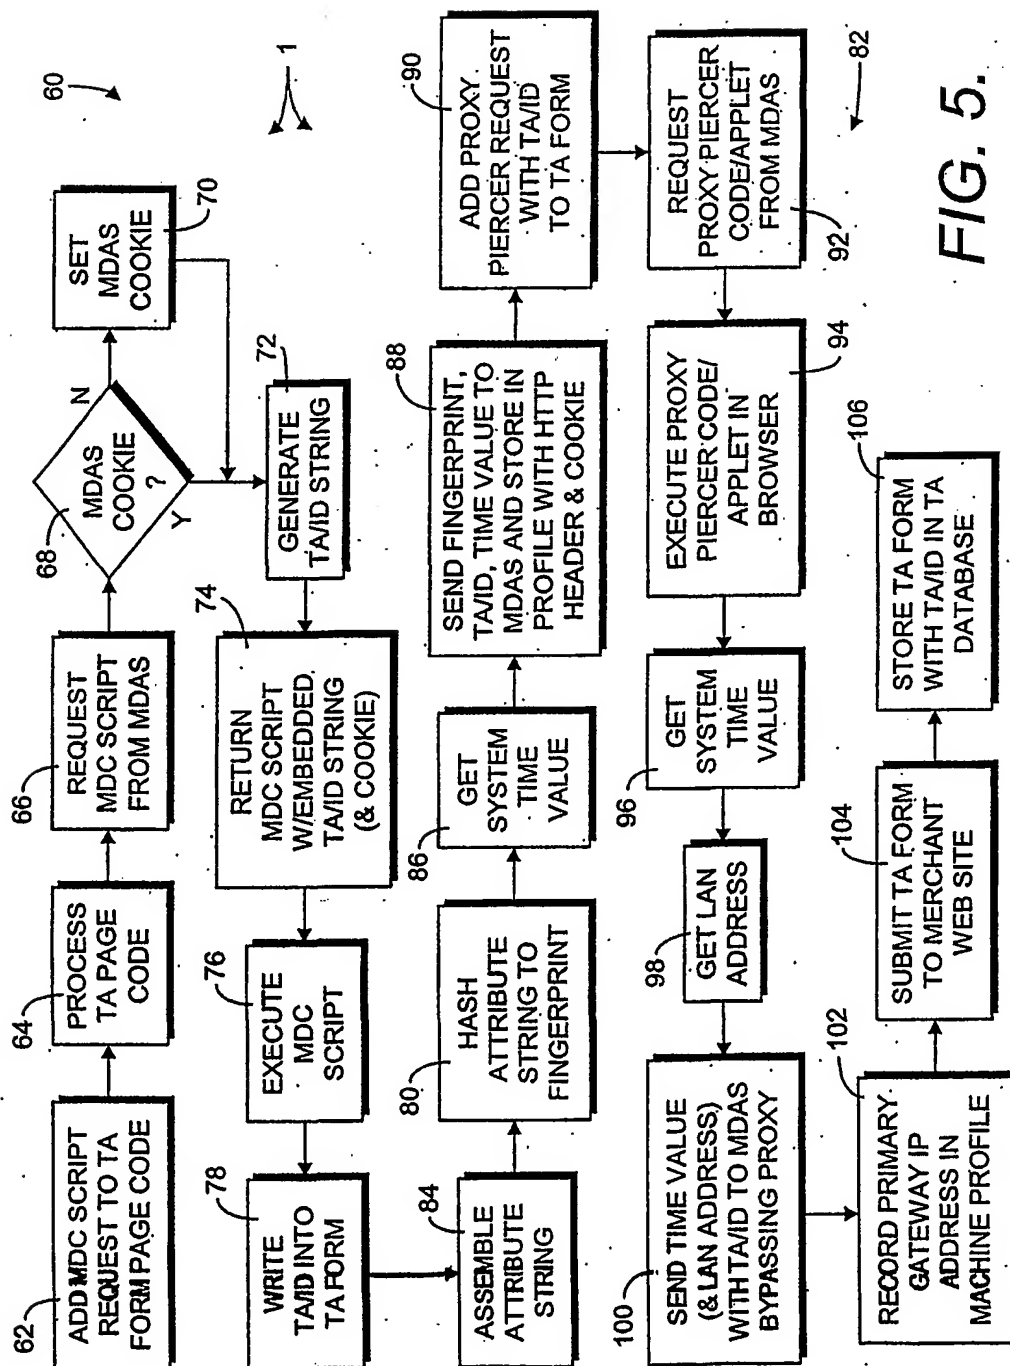 60
1
62
ADD MDC SCRIPT
REQUEST TO TA
FORM PAGE CODE
64
PROCESS
TA PAGE
CODE
66
REQUEST
MDC SCRIPT
FROM MDAS
68
MDAS
COOKIE
?
N
Y
70
SET
MDAS
COOKIE
72
GENERATE
TA/ID STRING
74
RETURN
MDC SCRIPT
W/EMBEDDED
TA/ID STRING
(& COOKIE)
76
EXECUTE
MDC
SCRIPT
78
WRITE
TA/ID INTO
TA FORM
84
ASSEMBLE
ATTRIBUTE
STRING
80
HASH
ATTRIBUTE
STRING TO
FINGERPRINT
86
GET
SYSTEM
TIME
VALUE
88
SEND FINGERPRINT,
TA/ID, TIME VALUE TO
MDAS AND STORE IN
PROFILE WITH HTTP
HEADER & COOKIE
90
ADD PROXY
PIERCER REQUEST
WITH TA/ID
TO TA FORM
92
REQUEST
PROXY PIERCER
CODE/APPLET
FROM MDAS
94
EXECUTE PROXY
PIERCER CODE/
APPLET IN
BROWSER
96
GET
SYSTEM
TIME
VALUE
98
GET LAN
ADDRESS
100
SEND TIME VALUE
(& LAN ADDRESS)
WITH TA/ID TO MDAS
BYPASSING PROXY
102
RECORD PRIMARY
GATEWAY IP
ADDRESS IN
MACHINE PROFILE
104
SUBMIT TA FORM
TO MERCHANT
WEB SITE
106
STORE TA FORM
WITH TA/ID IN TA
DATABASE
82
FIG. 5.